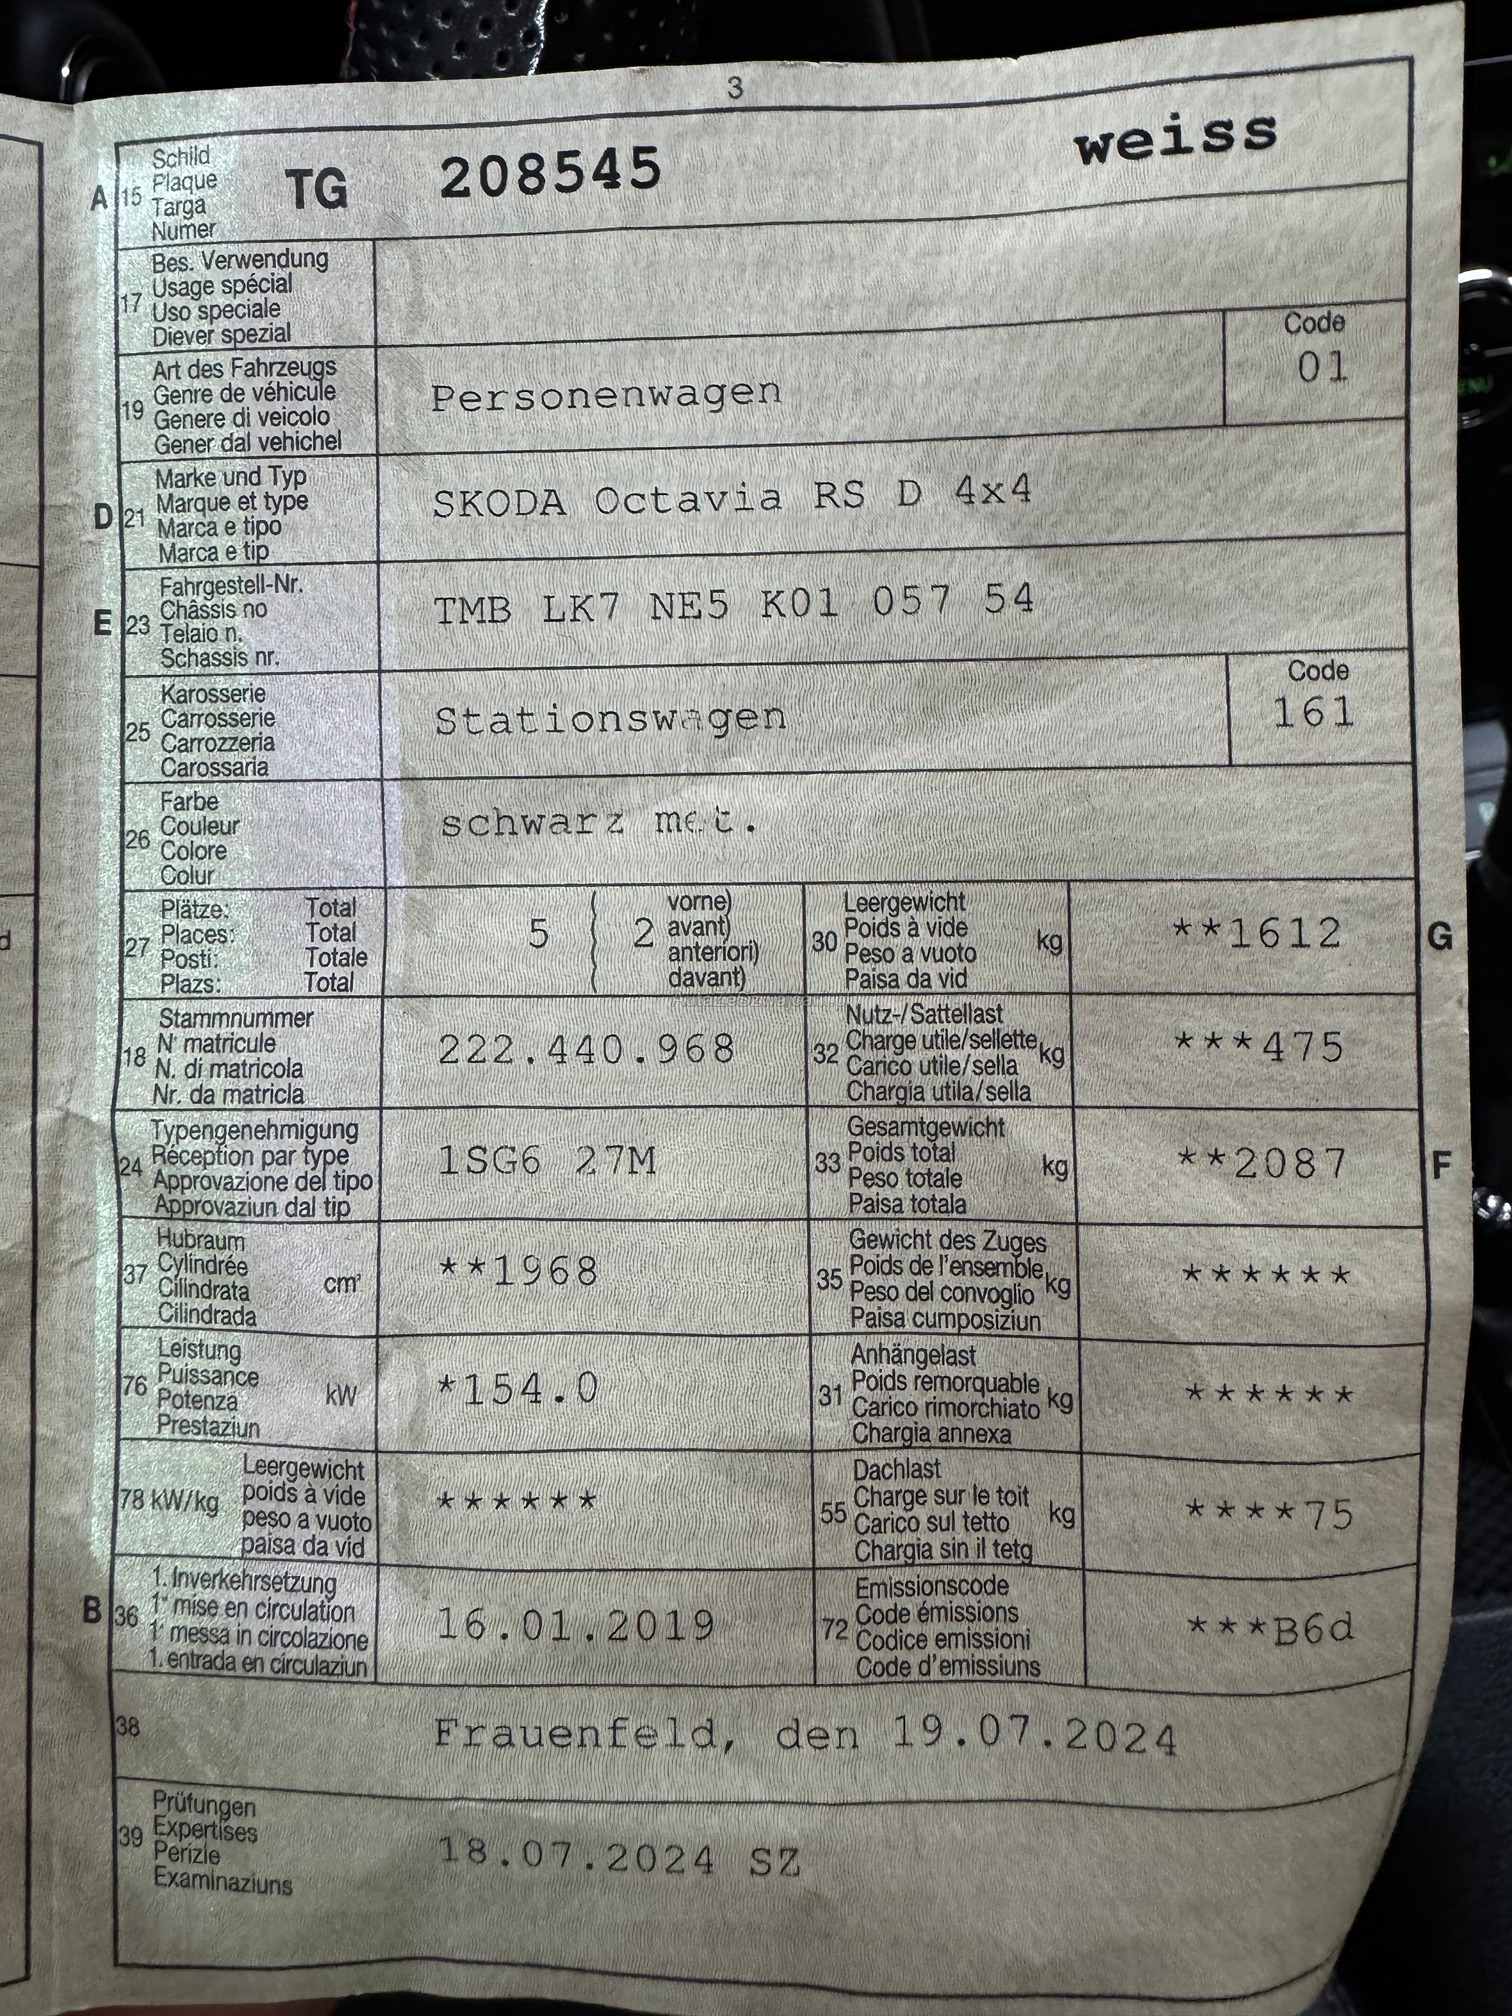 3
A 15 Schild
Plaque
Targa
Numer
TG 208545 weiss
17 Bes. Verwendung
Usage spécial
Uso speciale
Diever spezial
19 Art des Fahrzeugs
Genre de véhicule
Genere di veicolo
Gener dal vehichel
Personenwagen
Code
01
D 21 Marke und Typ
Marque et type
Marca e tipo
Marca e tip
SKODA Octavia RS D 4x4
E 23 Fahrgestell-Nr.
Châssis no
Telaio n.
Schassis nr.
TMB LK7 NE5 K01 057 54
25 Karosserie
Carrosserie
Carrozzeria
Carossaria
Stationswagen
Code
161
26 Farbe
Couleur
Colore
Colur
schwarz met.
27 Plätze: Total
Places: Total
Posti: Totale
Plazs: Total
5 2 vorne)
avant)
anteriori)
davant)
30 Leergewicht
Poids à vide
Peso a vuoto
Paisa da vid
kg
**1612
G
18 Stammnummer
N° matricule
N. di matricola
Nr. da matricla
222.440.968
32 Nutz-/Sattellast
Charge utile/sellette
Carico utile/sella
Chargia utila/sella
kg
***475
24 Typengenehmigung
Réception par type
Approvazione del tipo
Approvaziun dal tip
1SG6 27M
33 Gesamtgewicht
Poids total
Peso totale
Paisa totala
kg
**2087
F
37 Hubraum
Cylindrée
Cilindrata
Cilindrada
cm³
**1968
35 Gewicht des Zuges
Poids de l'ensemble
Peso del convoglio
Paisa cumposiziun
kg
******
76 Leistung
Puissance
Potenza
Prestaziun
kW
*154.0
31 Anhängelast
Poids remorquable
Carico rimorchiato
Chargia annexa
kg
******
78 kW/kg Leergewicht
poids à vide
peso a vuoto
paisa da vid
******
55 Dachlast
Charge sur le toit
Carico sul tetto
Chargia sin il tetg
kg
****75
B 36 1. Inverkehrsetzung
1re mise en circulation
1a messa in circolazione
1. entrada en circulaziun
16.01.2019
72 Emissionscode
Code émissions
Codice emissioni
Code d'emissiuns
***B6d
38 Frauenfeld, den 19.07.2024
39 Prüfungen
Expertises
Perizie
Examinaziuns
18.07.2024 SZ
d